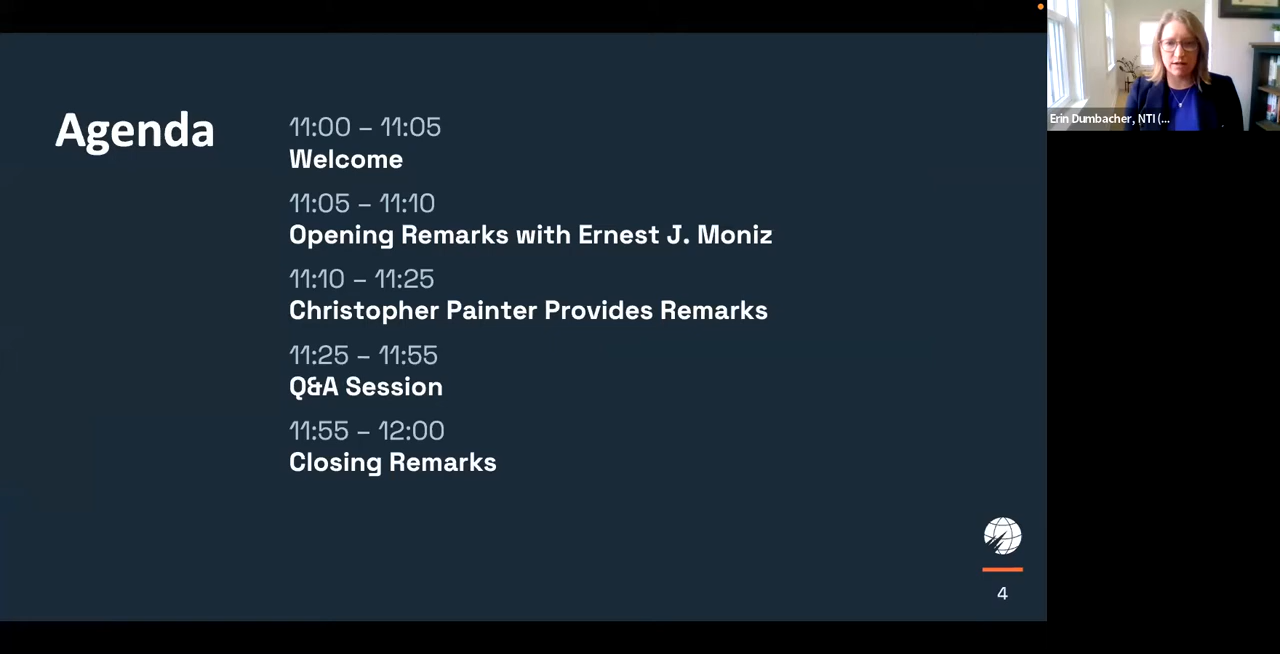 Agenda
11:00 – 11:05
Welcome
11:05 – 11:10
Opening Remarks with Ernest J. Moniz
11:10 – 11:25
Christopher Painter Provides Remarks
11:25 – 11:55
Q&A Session
11:55 – 12:00
Closing Remarks
4
Erin Dumbacher, NTI (...